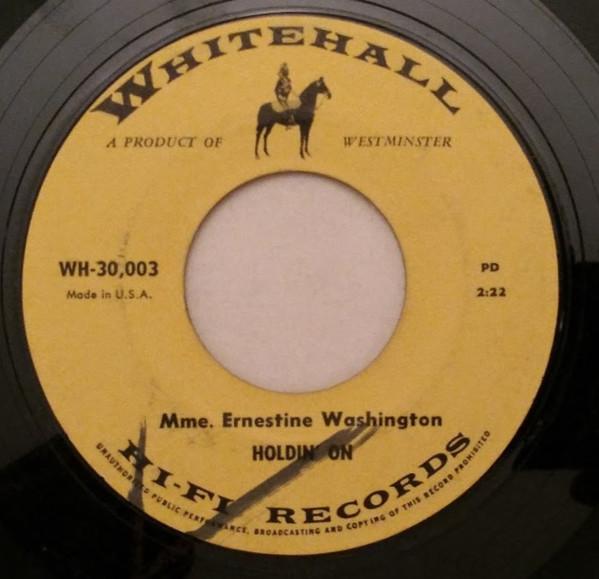 WHITEHALL
A PRODUCT OF WESTMINSTER
WH-30,003
Made in U.S.A.
PD
2:22
Mme. Ernestine Washington
HOLDIN' ON
HI-FI RECORDS
UNAUTHORIZED PUBLIC PERFORMANCE, BROADCASTING AND COPYING OF THIS RECORD PROHIBITED